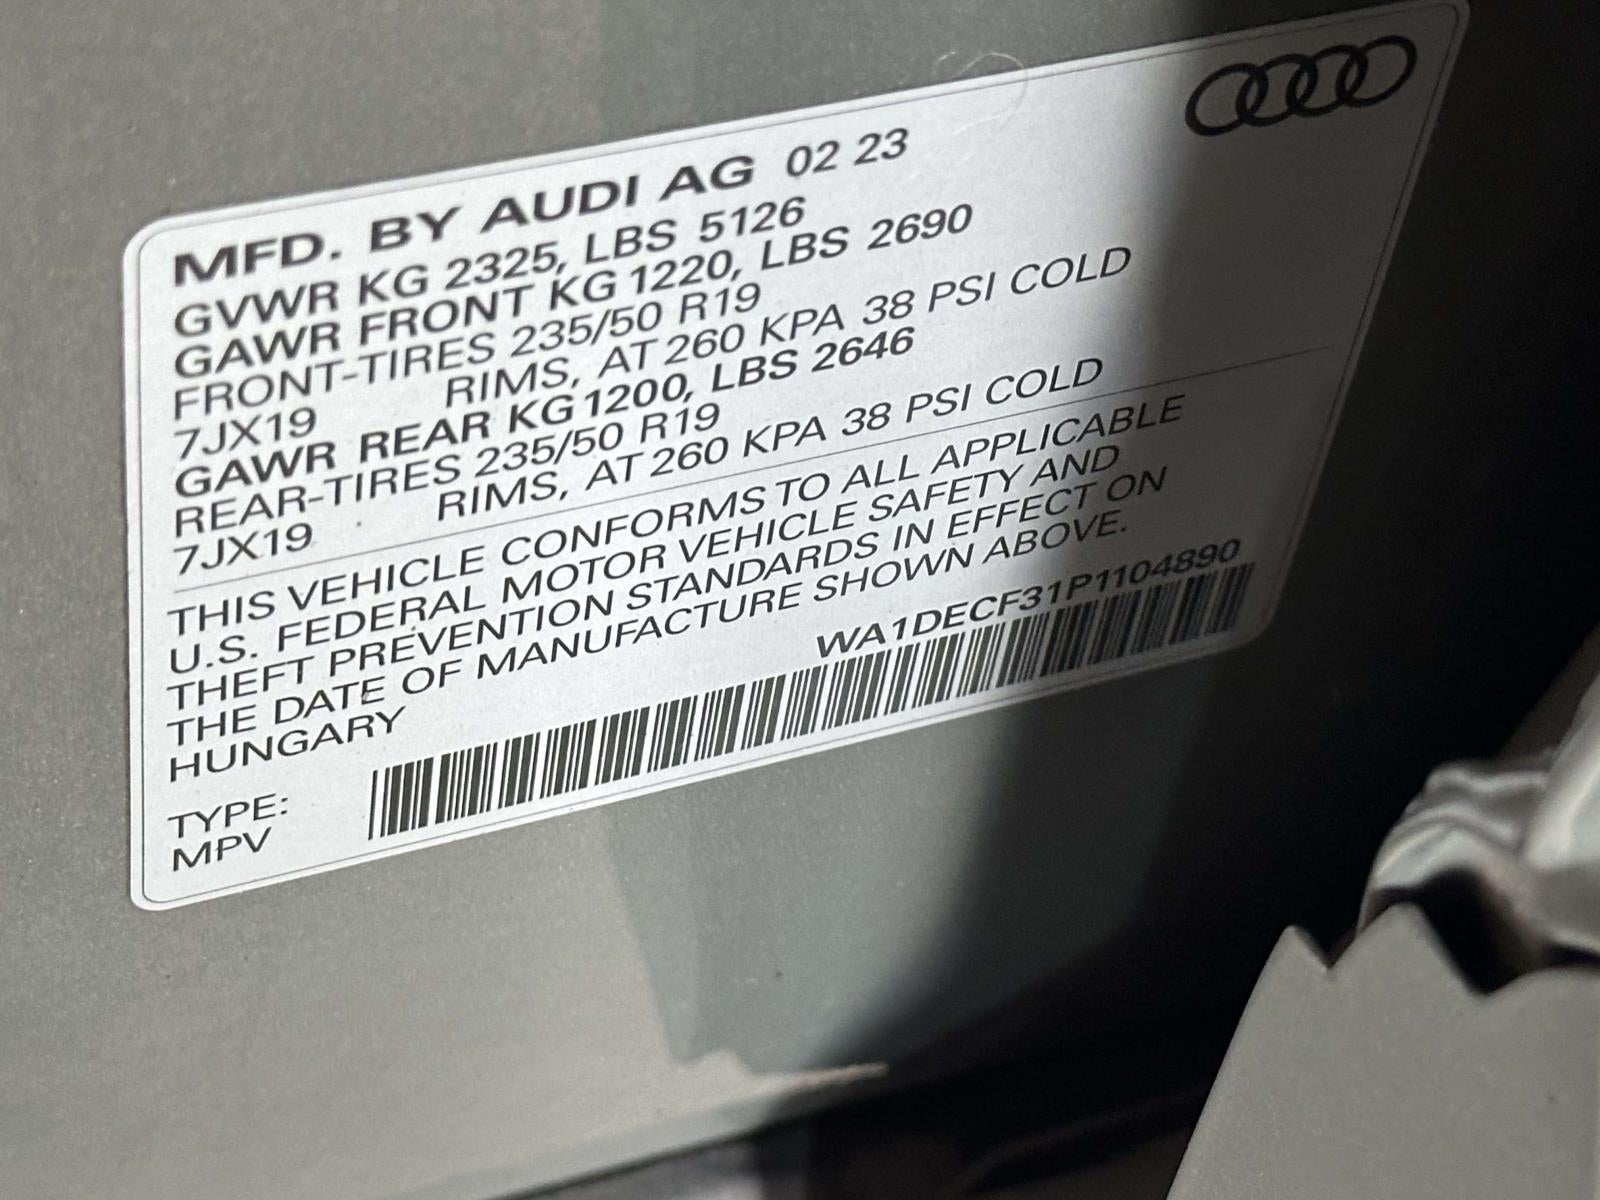 MFD. BY AUDI AG 02 23
GVWR KG 2325, LBS 5126
GAWR FRONT KG 1220, LBS 2690
FRONT-TIRES 235/50 R19
7JX19 RIMS, AT 260 KPA 38 PSI COLD
GAWR REAR KG 1200, LBS 2646
REAR-TIRES 235/50 R19
7JX19 RIMS, AT 260 KPA 38 PSI COLD
THIS VEHICLE CONFORMS TO ALL APPLICABLE
U.S. FEDERAL MOTOR VEHICLE SAFETY AND
THEFT PREVENTION STANDARDS IN EFFECT ON
THE DATE OF MANUFACTURE SHOWN ABOVE.
HUNGARY
WA1DECF31P1104890
TYPE:
MPV